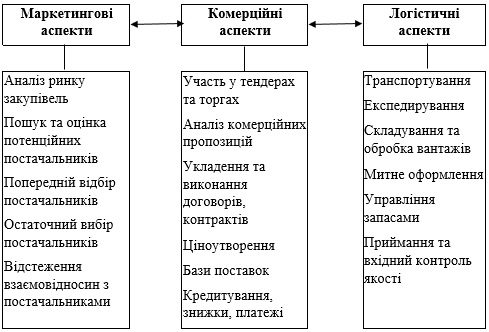 Маркетингові
аспекти
Аналіз ринку
закупівель
Пошук та оцінка
потенційних
постачальників
Попередній відбір
постачальників
Остаточний вибір
постачальників
Відстеження
взаємовідносин з
постачальниками
Комерційні
аспекти
Участь у тендерах
та торгах
Аналіз комерційних
пропозицій
Укладення та
виконання
договорів,
контрактів
Ціноутворення
Бази поставок
Кредитування,
знижки, платежі
Логістичні
аспекти
Транспортування
Експедирування
Складування та
обробка вантажів
Митне оформлення
Управління
запасами
Приймання та
вхідний контроль
якості